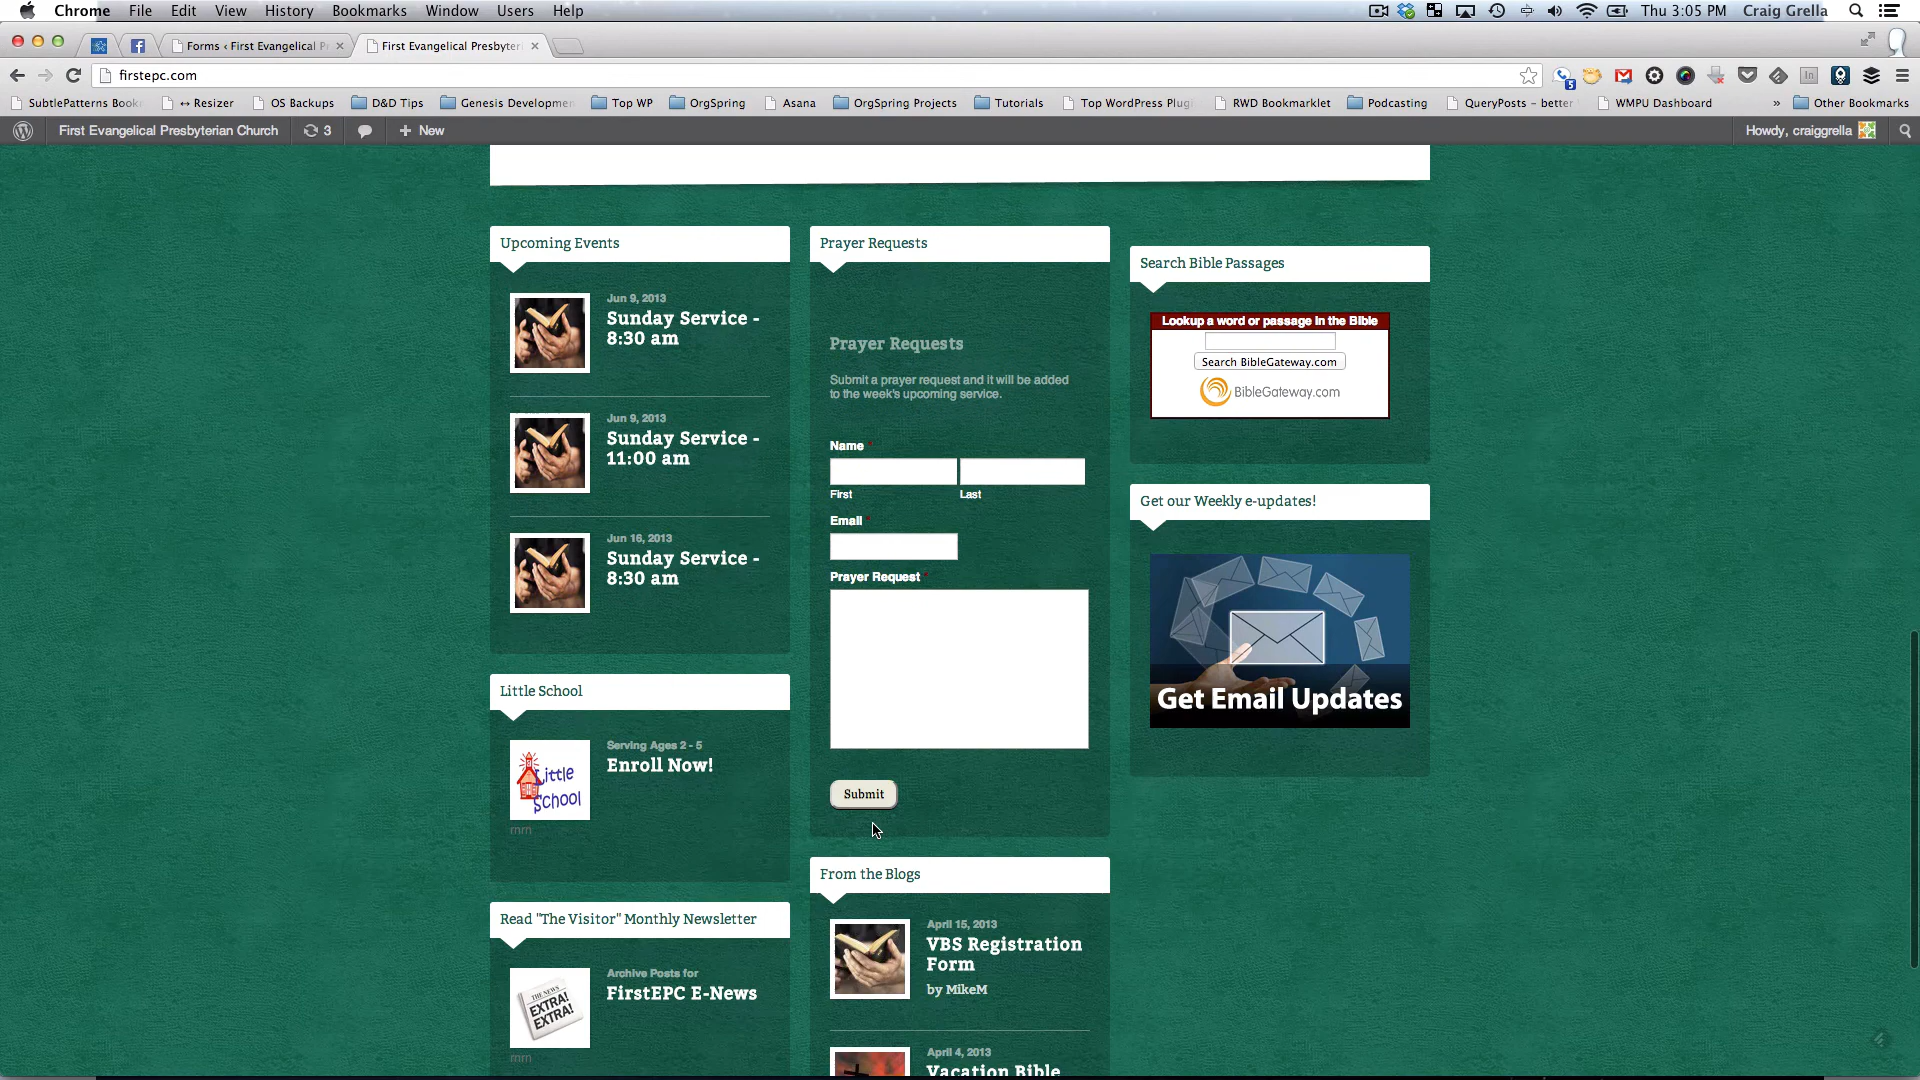 Chrome File Edit View History Bookmarks Window Users Help Thu 3:05 PM Craig Grella
Forms ‹ First Evangelical P
First Evangelical Presbyter
firstepc.com
SubtlePatterns Book
↔ Resizer
OS Backups
D&D Tips
Genesis Developmen
Top WP
OrgSpring
Asana
OrgSpring Projects
Tutorials
Top WordPress Plugi
RWD Bookmarklet
Podcasting
QueryPosts – better
WMPU Dashboard
»
Other Bookmarks
First Evangelical Presbyterian Church 3 + New Howdy, craiggrella
Upcoming Events
Jun 9, 2013
Sunday Service -
8:30 am
Jun 9, 2013
Sunday Service -
11:00 am
Jun 16, 2013
Sunday Service -
8:30 am
Little School
Little
School
Serving Ages 2 - 5
Enroll Now!
mm
Read "The Visitor" Monthly Newsletter
THE NEWS
EXTRA!
EXTRA!
Archive Posts for
FirstEPC E-News
mm
Prayer Requests
Prayer Requests
Submit a prayer request and it will be added
to the week's upcoming service.
Name *
First Last
Email *
Prayer Request *
Submit
From the Blogs
April 15, 2013
VBS Registration
Form
by MikeM
April 4, 2013
Vacation Bible
Search Bible Passages
Lookup a word or passage in the Bible
Search BibleGateway.com
BibleGateway.com
Get our Weekly e-updates!
Get Email Updates